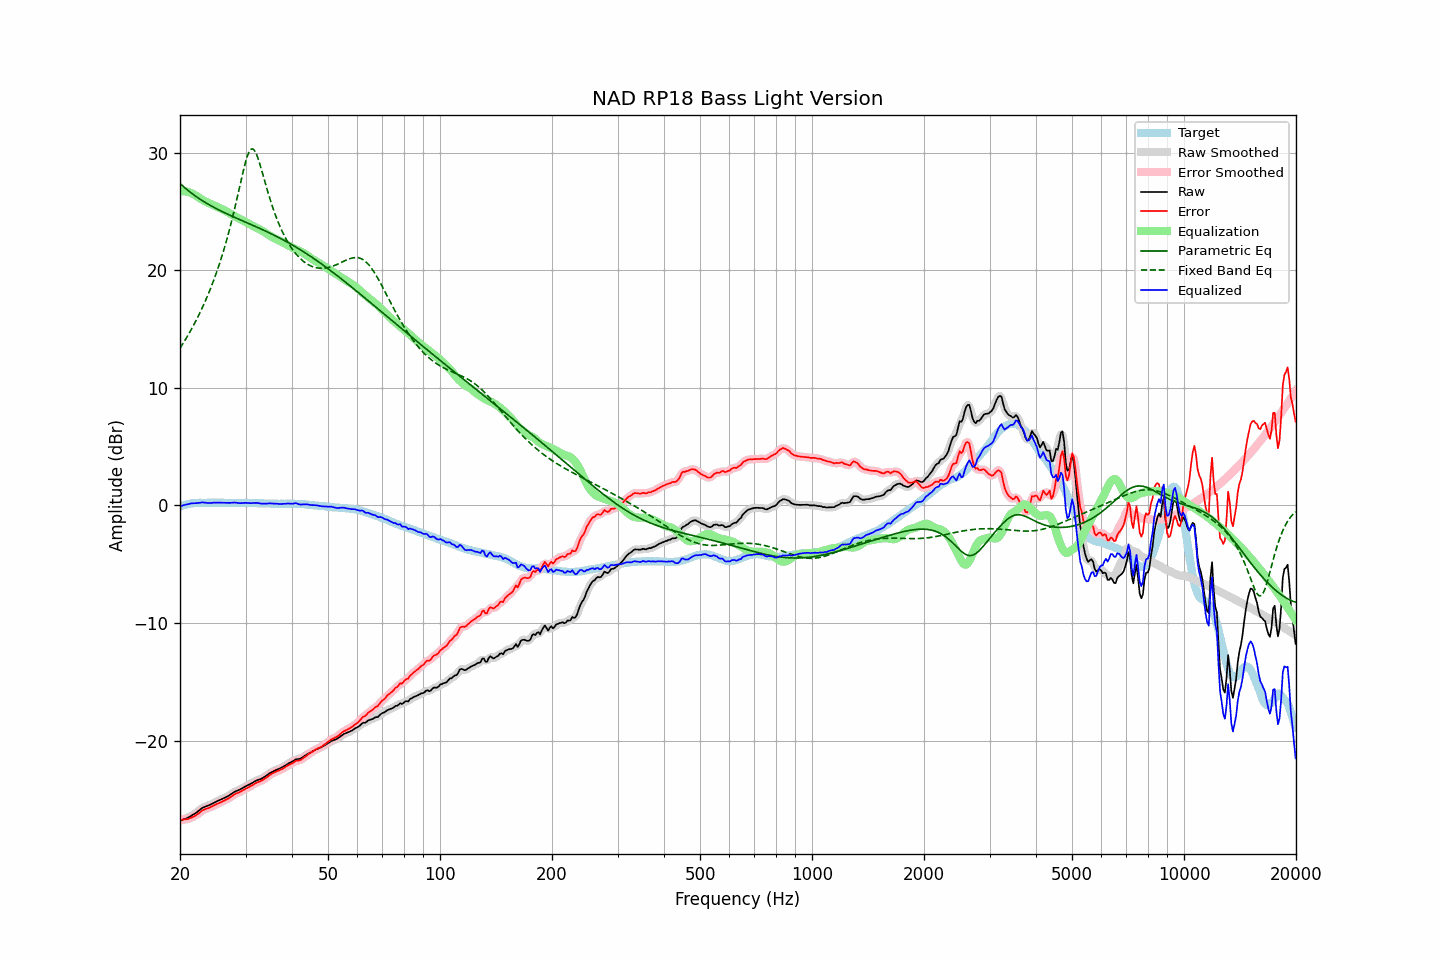 NAD RP18 Bass Light Version
Target
Raw Smoothed
Error Smoothed
Raw
Error
Equalization
Parametric Eq
Fixed Band Eq
Equalized
Amplitude (dBr)
30
20
10
0
−10
−20
20 50 100 200 500 1000 2000 5000 10000 20000
Frequency (Hz)